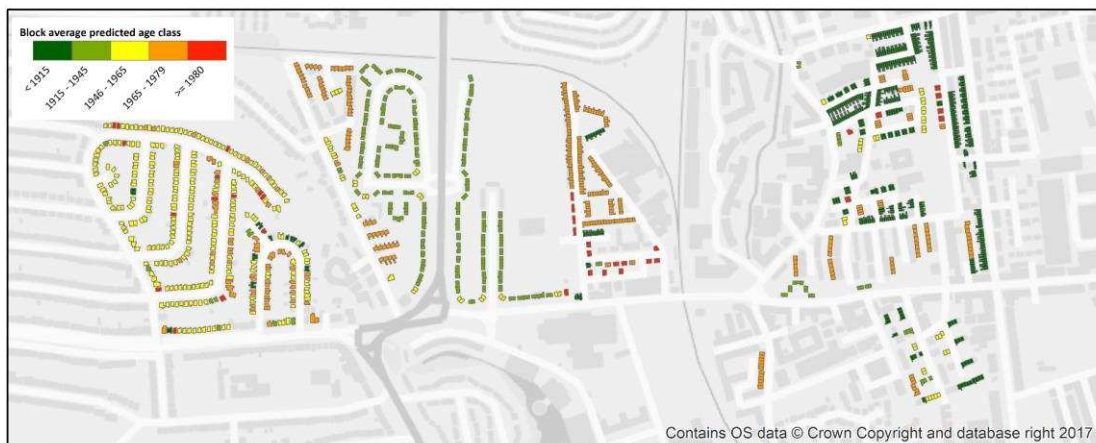 Block average predicted age class
< 1915
1915 - 1945
1946 - 1965
1965 - 1979
>= 1980
Contains OS data © Crown Copyright and database right 2017